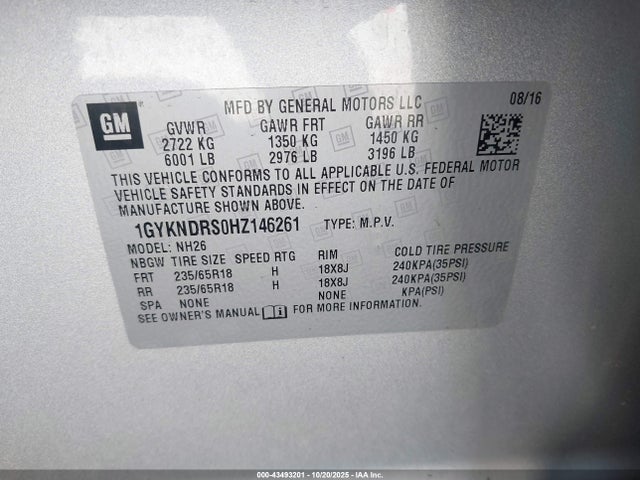 MFD BY GENERAL MOTORS LLC
08/16
GM
GVWR GAWR FRT GAWR RR
2722 KG 1350 KG 1450 KG
6001 LB 2976 LB 3196 LB
THIS VEHICLE CONFORMS TO ALL APPLICABLE U.S. FEDERAL MOTOR
VEHICLE SAFETY STANDARDS IN EFFECT ON THE DATE OF
MANUFACTURE SHOWN ABOVE.
1GYKNDRS0HZ146261 TYPE: M.P.V.
MODEL: NH26
NBGW TIRE SIZE SPEED RTG RIM COLD TIRE PRESSURE
FRT 235/65R18 H 18X8J 240KPA(35PSI)
RR 235/65R18 H 18X8J 240KPA(35PSI)
SPA NONE NONE KPA(PSI)
SEE OWNER'S MANUAL FOR MORE INFORMATION.
000-43493201 - 10/20/2025 - IAAI.COM